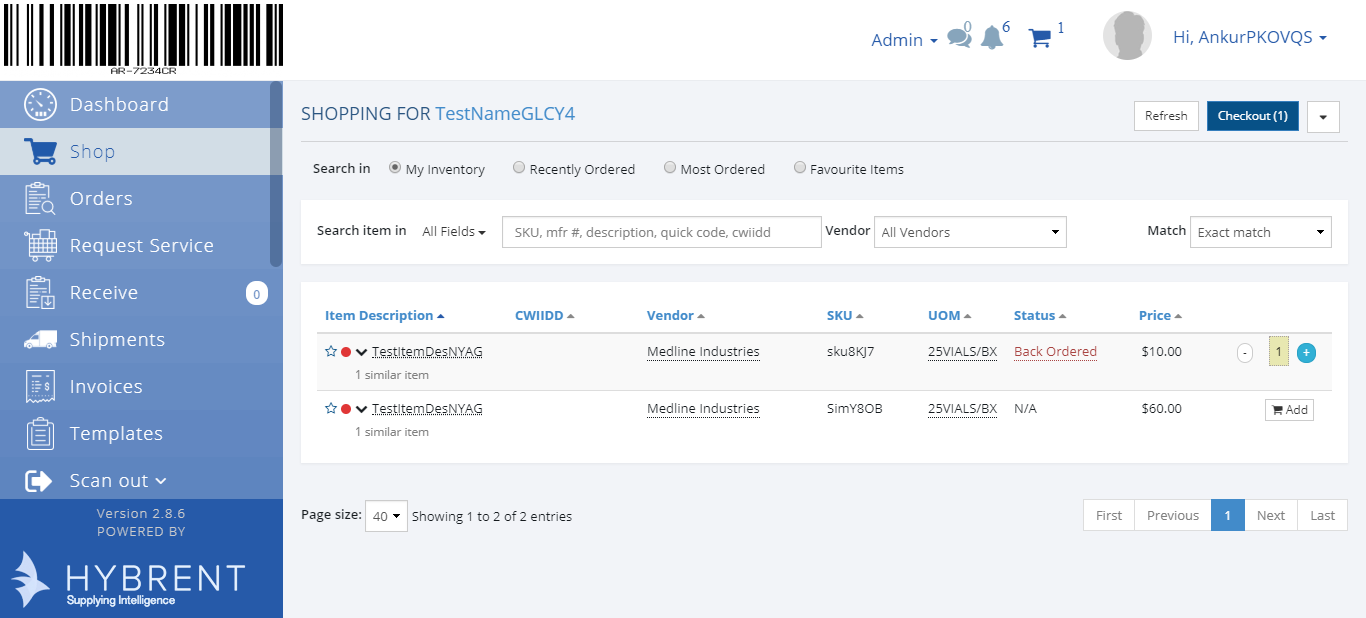 AR-7234CR
Admin 0 6 1 Hi, AnkurPKOVQS
Dashboard
Shop
Orders
Request Service
Receive 0
Shipments
Invoices
Templates
Scan out
Version 2.8.6
POWERED BY
HYBRENT
Supplying Intelligence
SHOPPING FOR TestNameGLCY4 Refresh Checkout (1)
Search in My Inventory Recently Ordered Most Ordered Favourite Items
Search item in All Fields SKU, mfr #, description, quick code, cwiidd Vendor All Vendors Match Exact match
Item Description CWIIDD Vendor SKU UOM Status Price
TestItemDesNYAG Medline Industries sku8KJ7 25VIALS/BX Back Ordered $10.00 - 1 +
1 similar item
TestItemDesNYAG Medline Industries SimY8OB 25VIALS/BX N/A $60.00 Add
1 similar item
Page size: 40 Showing 1 to 2 of 2 entries First Previous 1 Next Last